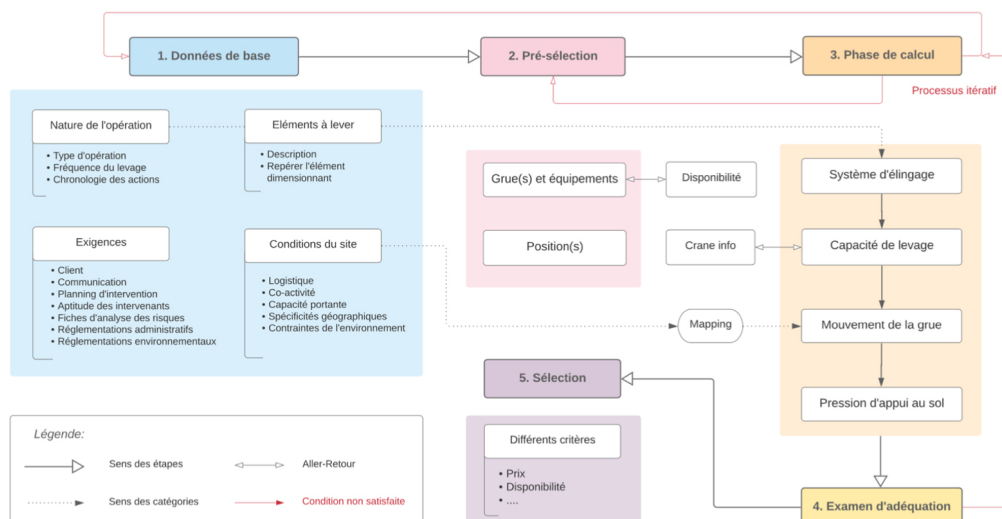 1. Données de base
2. Pré-sélection
3. Phase de calcul
Processus itératif
Nature de l'opération
• Type d'opération
• Fréquence du levage
• Chronologie des actions
Eléments à lever
• Description
• Repérer l'élément
dimensionnant
Exigences
• Client
• Communication
• Planning d'intervention
• Aptitude des intervenants
• Fiches d'analyse des risques
• Réglementations administratifs
• Réglementations environnementaux
Conditions du site
• Logistique
• Co-activité
• Capacité portante
• Spécificités géographiques
• Contraintes de l'environnement
Grue(s) et équipements
Disponibilité
Position(s)
Crane info
Mapping
Système d'élingage
Capacité de levage
Mouvement de la grue
Pression d'appui au sol
4. Examen d'adéquation
5. Sélection
Différents critères
• Prix
• Disponibilité
• ....
Légende:
Sens des étapes
Aller-Retour
Sens des catégories
Condition non satisfaite